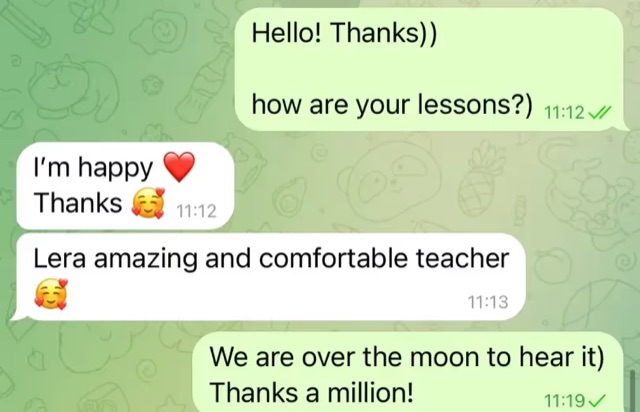 Hello! Thanks))
how are your lessons?) 11:12
I'm happy ❤️
Thanks 🥰 11:12
Lera amazing and comfortable teacher
🥰 11:13
We are over the moon to hear it)
Thanks a million! 11:19